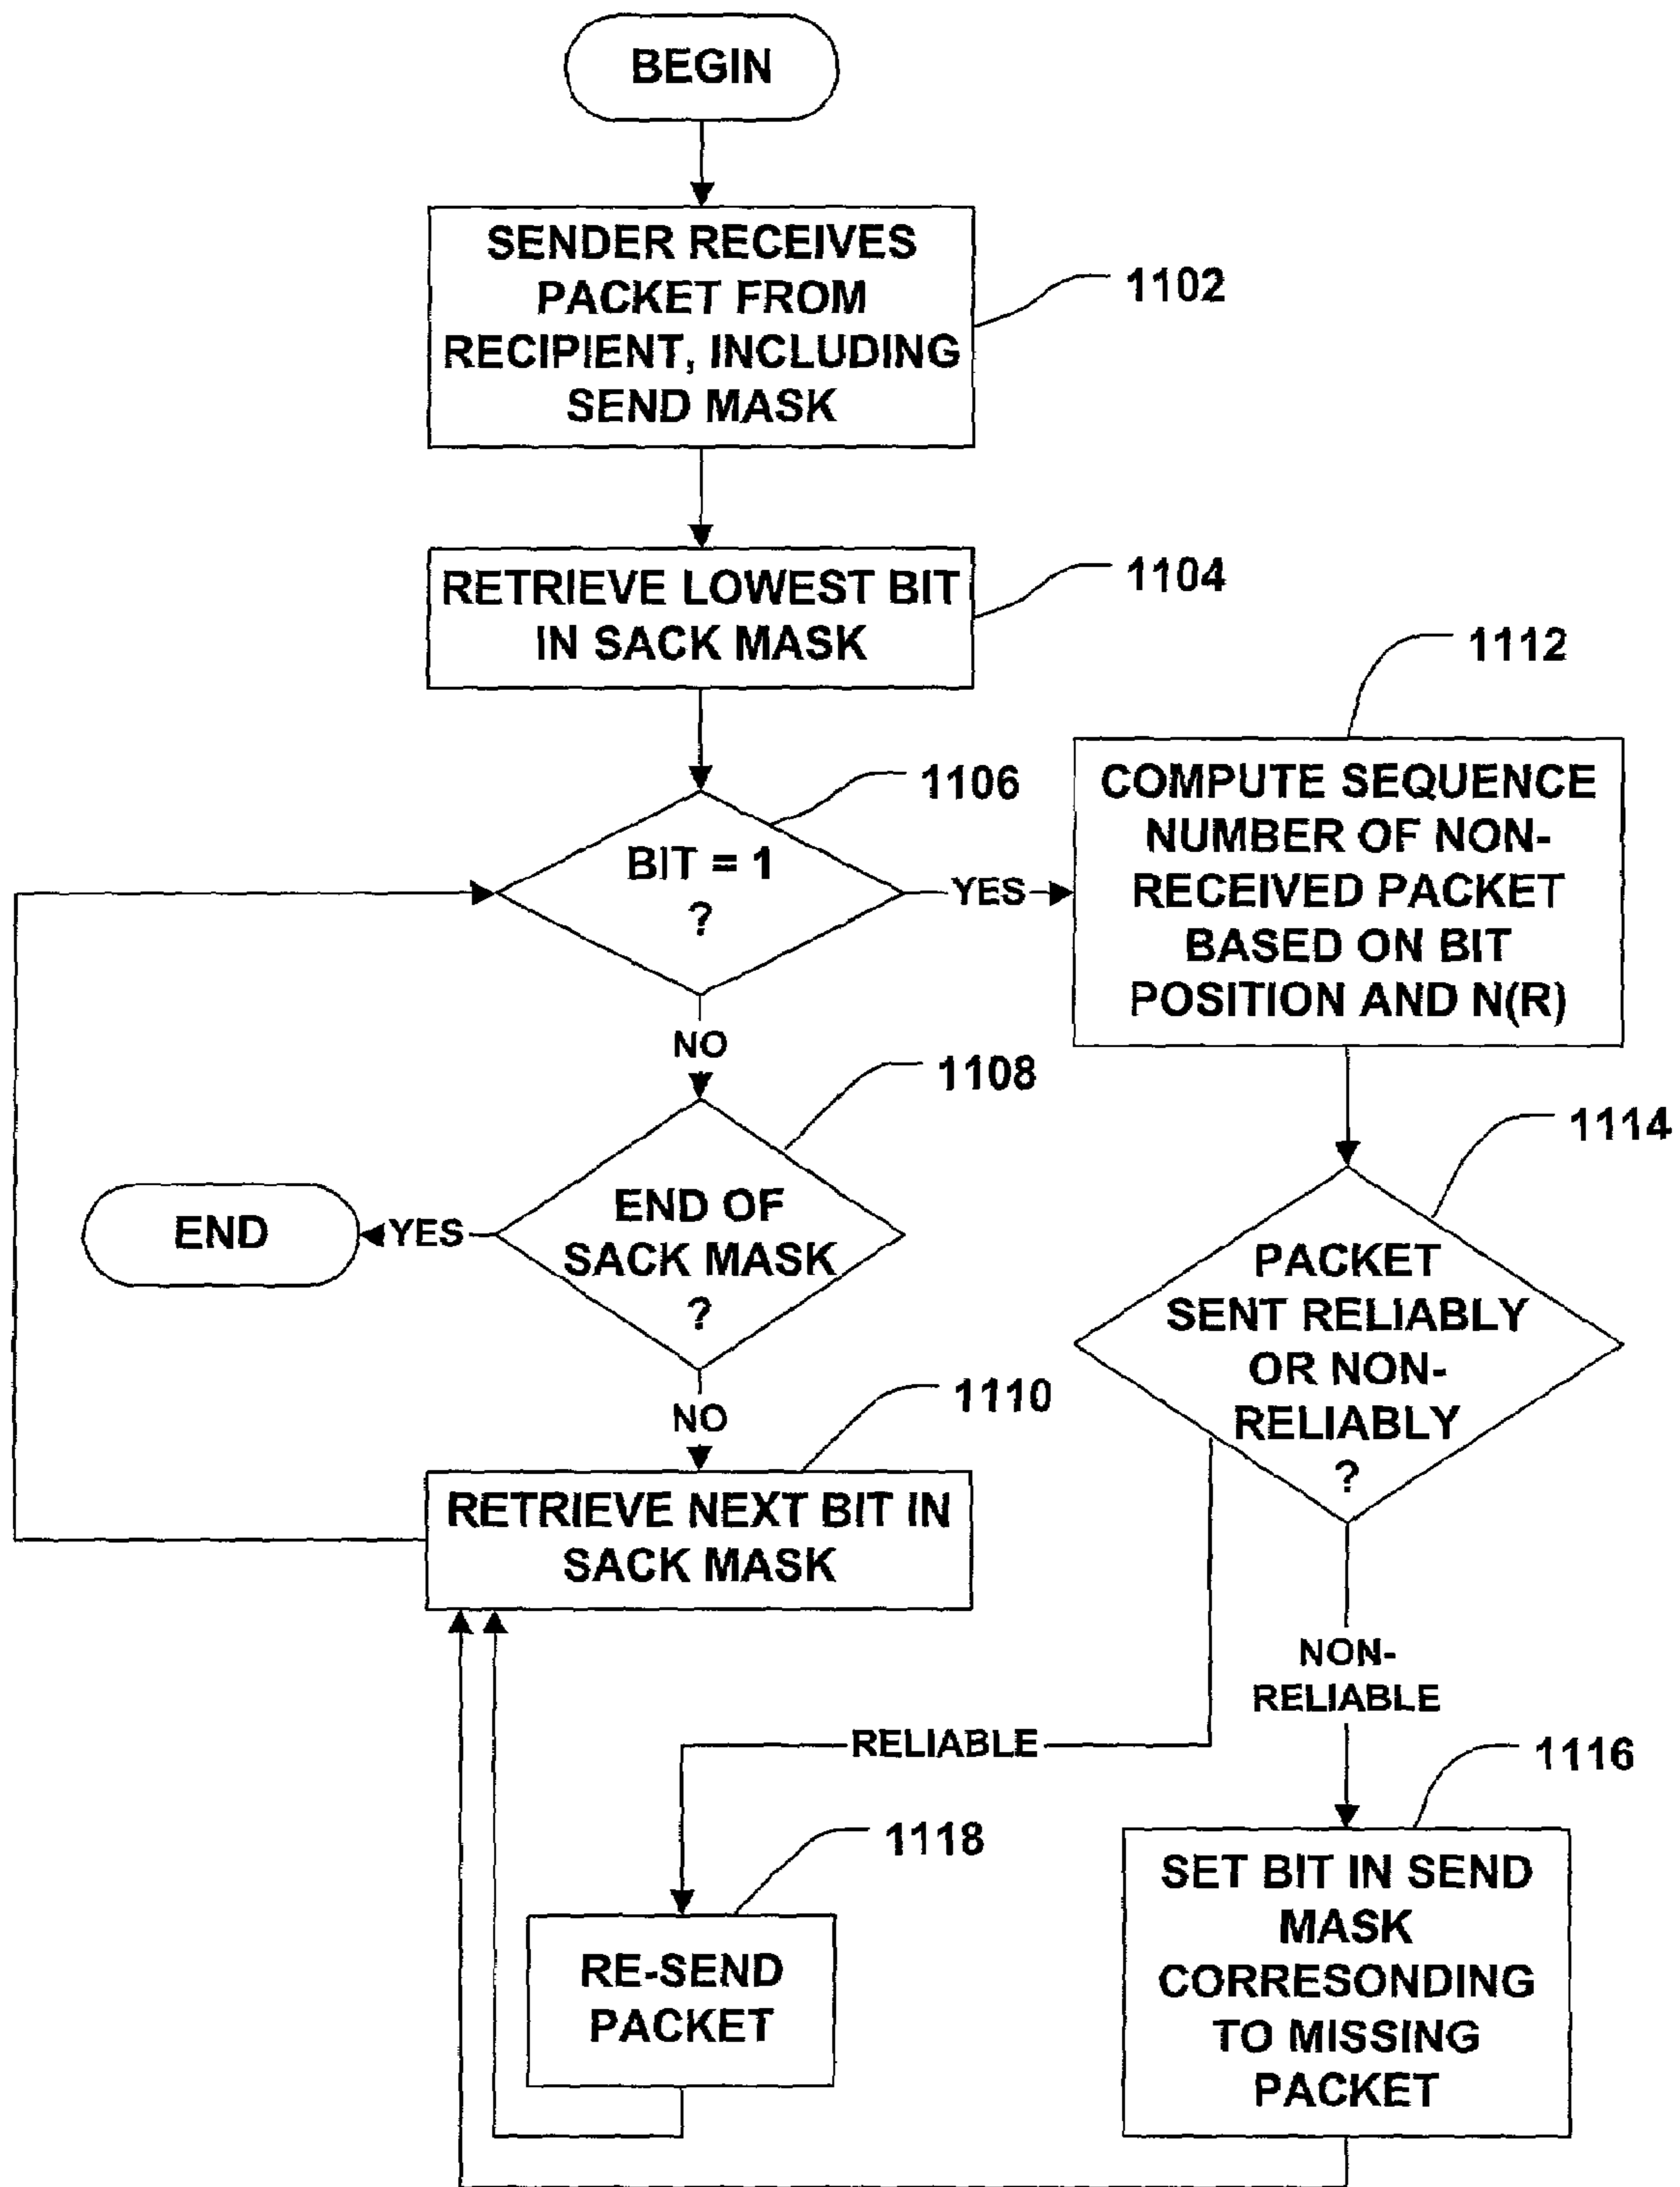 BEGIN
SENDER RECEIVES
PACKET FROM
RECIPIENT, INCLUDING
SEND MASK
1102
RETRIEVE LOWEST BIT
IN SACK MASK
1104
BIT = 1
?
1106
YES
NO
COMPUTE SEQUENCE
NUMBER OF NON-
RECEIVED PACKET
BASED ON BIT
POSITION AND N(R)
1112
END OF
SACK MASK
?
1108
YES
END
NO
PACKET
SENT RELIABLY
OR NON-
RELIABLY
?
1114
RETRIEVE NEXT BIT IN
SACK MASK
1110
NON-
RELIABLE
RELIABLE
RE-SEND
PACKET
1118
SET BIT IN SEND
MASK
CORRESONDING
TO MISSING
PACKET
1116